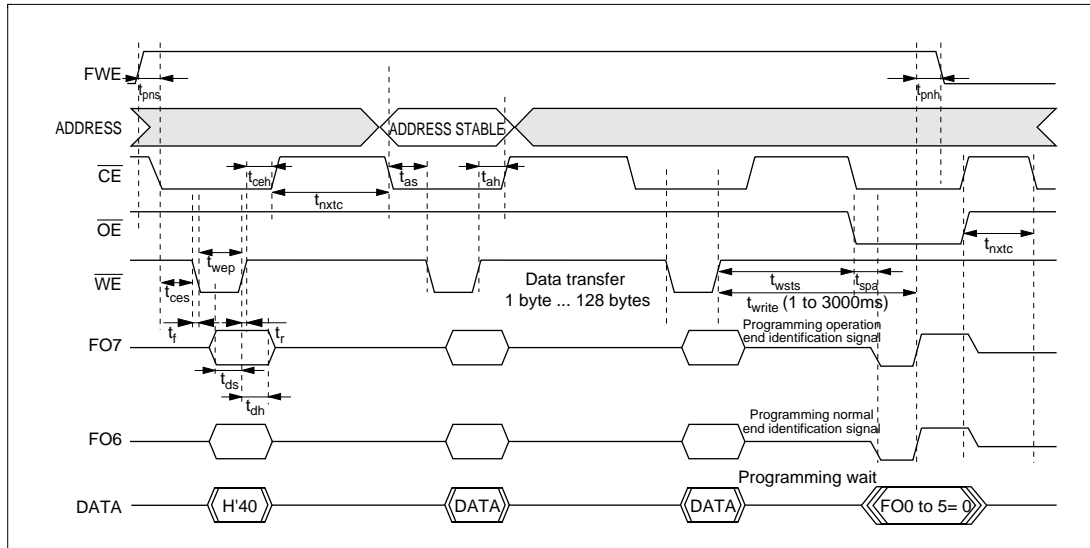 FWE
tpns
tpnh
ADDRESS
ADDRESS STABLE
CE
tceh
tas
tah
tnxtc
OE
tnxtc
twep
WE
tces
Data transfer
1 byte ... 128 bytes
twsts
tspa
twrite (1 to 3000ms)
tf
tr
Programming operation
end identification signal
FO7
tds
tdh
Programming normal
end identification signal
FO6
Programming wait
DATA
H'40
DATA
DATA
FO0 to 5= 0